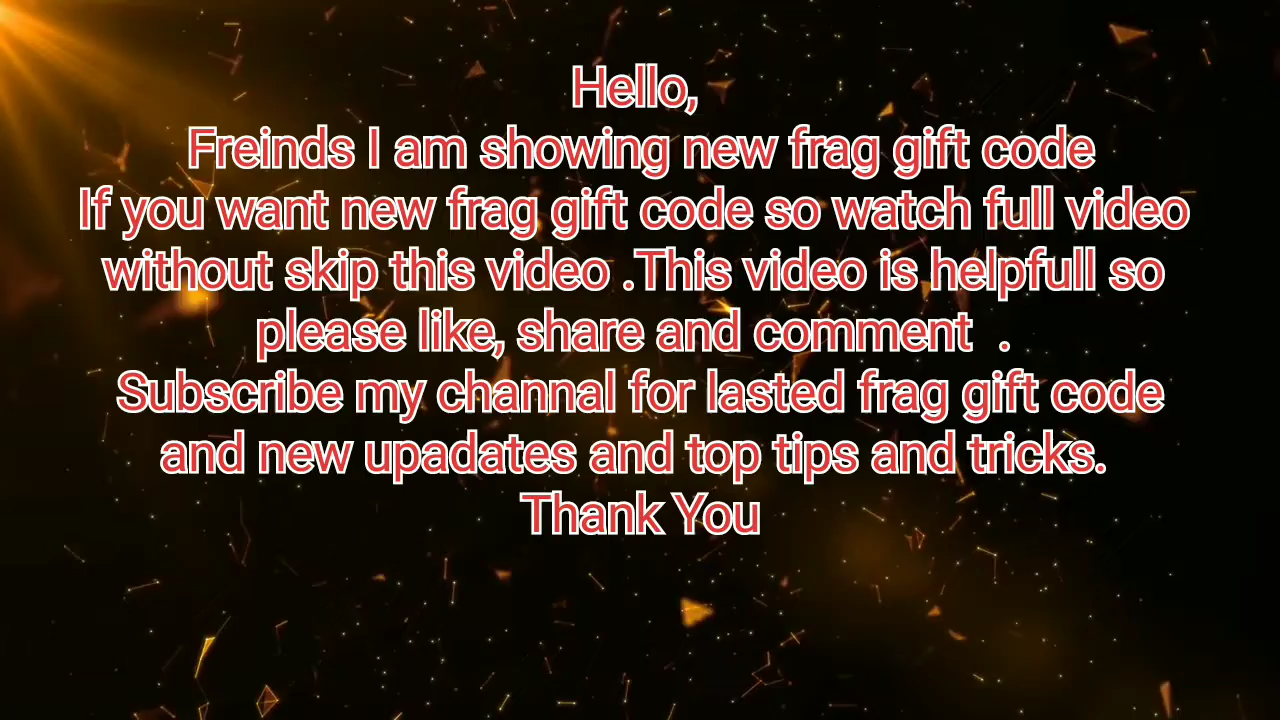 Hello,
Freinds I am showing new frag gift code
If you want new frag gift code so watch full video
without skip this video .This video is helpfull so
please like, share and comment  .
Subscribe my channal for lasted frag gift code
and new upadates and top tips and tricks.
Thank You